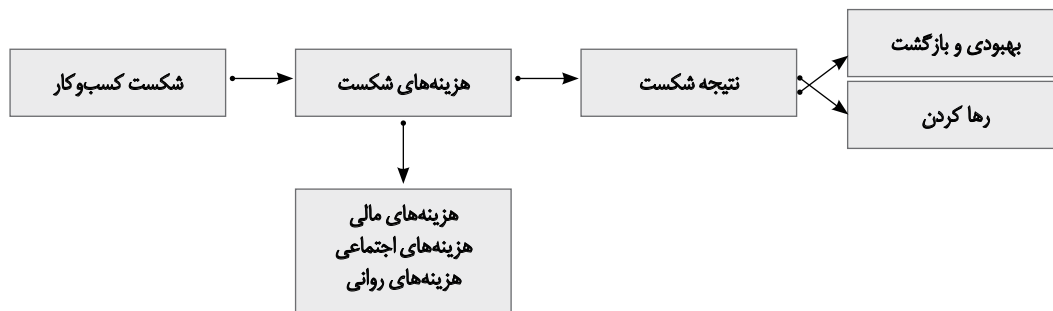 شکست کسب‌وکار
هزینه‌های شکست
نتیجه شکست
بهبودی و بازگشت
رها کردن
هزینه‌های مالی
هزینه‌های اجتماعی
هزینه‌های روانی